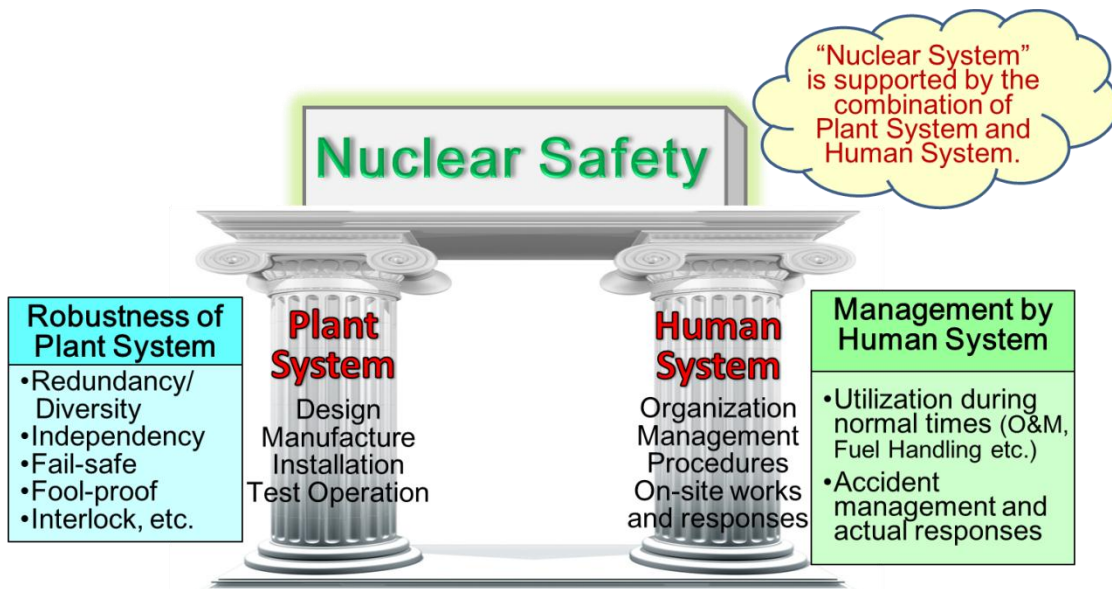 “Nuclear System”
is supported by the
combination of
Plant System and
Human System.
Nuclear Safety
Robustness of
Plant System
•Redundancy/
Diversity
•Independency
•Fail-safe
•Fool-proof
•Interlock, etc.
Plant
System
Design
Manufacture
Installation
Test Operation
Human
System
Organization
Management
Procedures
On-site works
and responses
Management by
Human System
•Utilization during
normal times (O&M,
Fuel Handling etc.)
•Accident
management and
actual responses